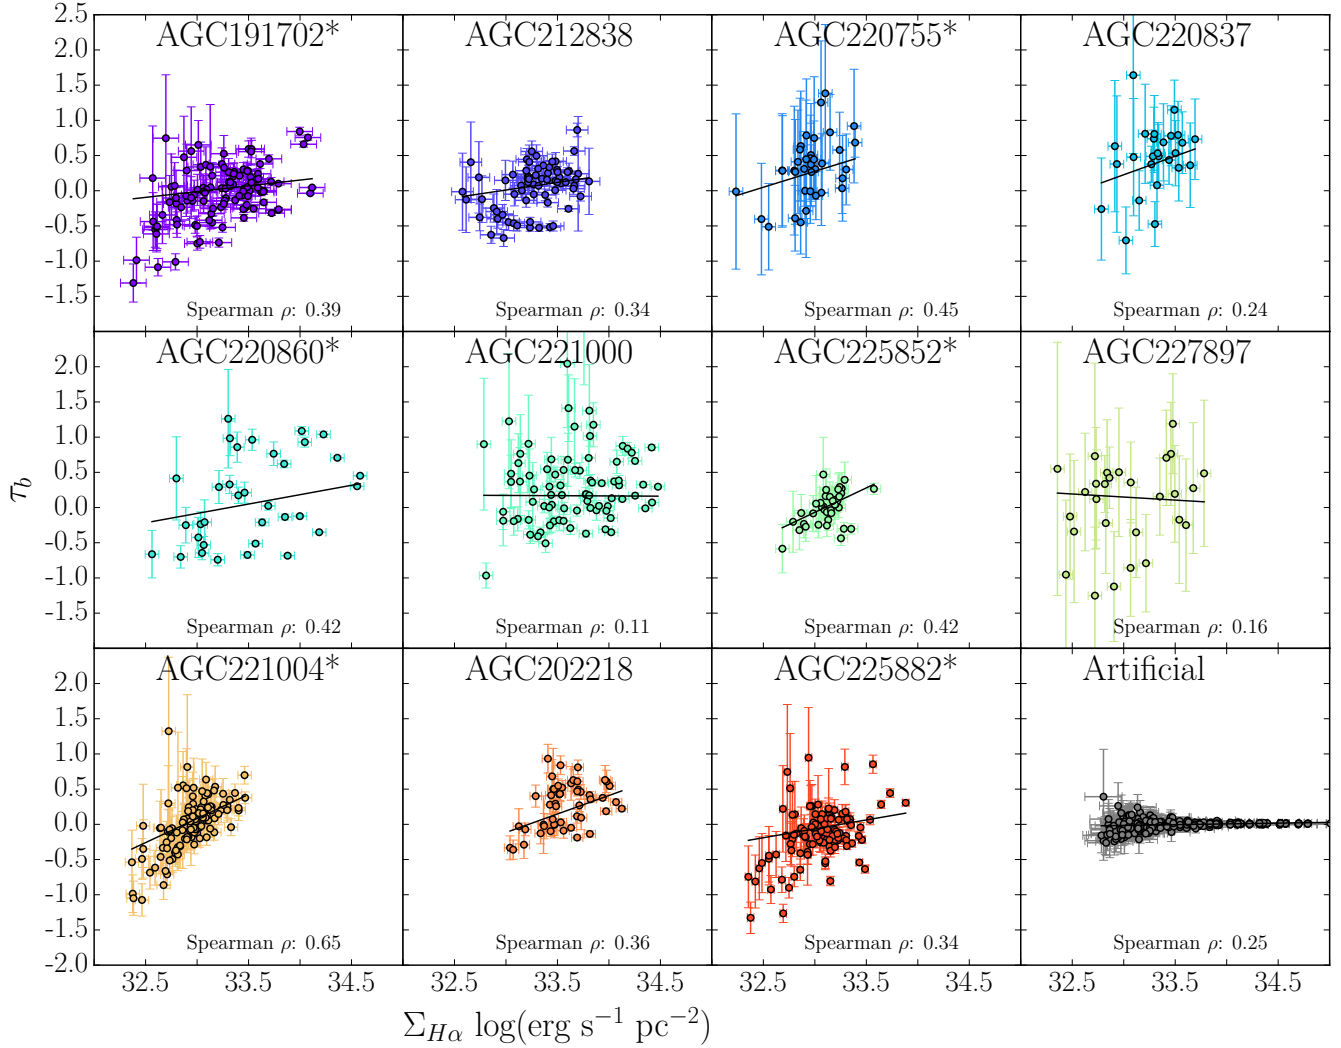 AGC191702* AGC212838 AGC220755* AGC220837
2.5
2.0
1.5
1.0
0.5
0.0
-0.5
-1.0
-1.5
Spearman ρ: 0.39 Spearman ρ: 0.34 Spearman ρ: 0.45 Spearman ρ: 0.24
AGC220860* AGC221000 AGC225852* AGC227897
2.0
1.5
1.0
0.5
0.0
-0.5
-1.0
-1.5
τ_b
Spearman ρ: 0.42 Spearman ρ: 0.11 Spearman ρ: 0.42 Spearman ρ: 0.16
AGC221004* AGC202218 AGC225882* Artificial
2.0
1.5
1.0
0.5
0.0
-0.5
-1.0
-1.5
-2.0
Spearman ρ: 0.65 Spearman ρ: 0.36 Spearman ρ: 0.34 Spearman ρ: 0.25
32.5 33.5 34.5 32.5 33.5 34.5 32.5 33.5 34.5 32.5 33.5 34.5
Σ_{Hα} log(erg s⁻¹ pc⁻²)